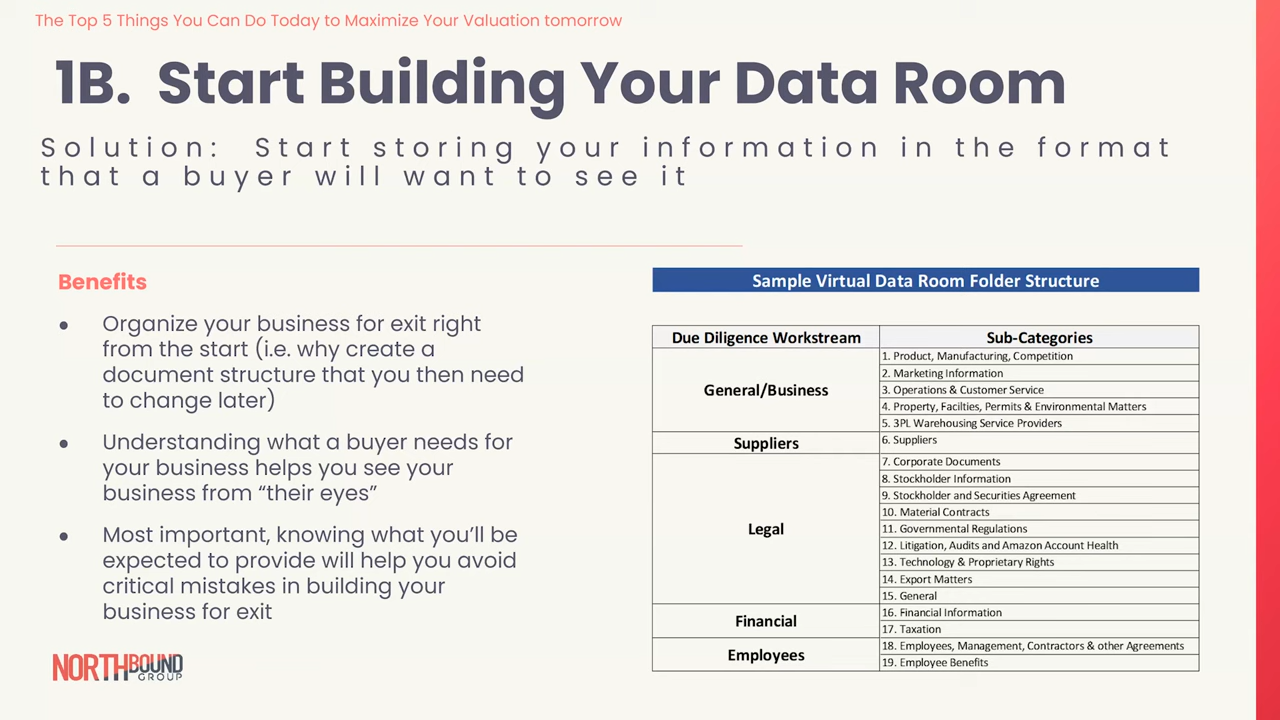 The Top 5 Things You Can Do Today to Maximize Your Valuation tomorrow
1B. Start Building Your Data Room
Solution: Start storing your information in the format
that a buyer will want to see it
Benefits
● Organize your business for exit right
from the start (i.e. why create a
document structure that you then need
to change later)
● Understanding what a buyer needs for
your business helps you see your
business from “their eyes”
● Most important, knowing what you’ll be
expected to provide will help you avoid
critical mistakes in building your
business for exit
NORTHBOUND
GROUP
Sample Virtual Data Room Folder Structure
Due Diligence Workstream Sub-Categories
General/Business
1. Product, Manufacturing, Competition
2. Marketing Information
3. Operations & Customer Service
4. Property, Facilties, Permits & Environmental Matters
5. 3PL Warehousing Service Providers
Suppliers
6. Suppliers
Legal
7. Corporate Documents
8. Stockholder Information
9. Stockholder and Securities Agreement
10. Material Contracts
11. Governmental Regulations
12. Litigation, Audits and Amazon Account Health
13. Technology & Proprietary Rights
14. Export Matters
15. General
Financial
16. Financial Information
17. Taxation
Employees
18. Employees, Management, Contractors & other Agreements
19. Employee Benefits